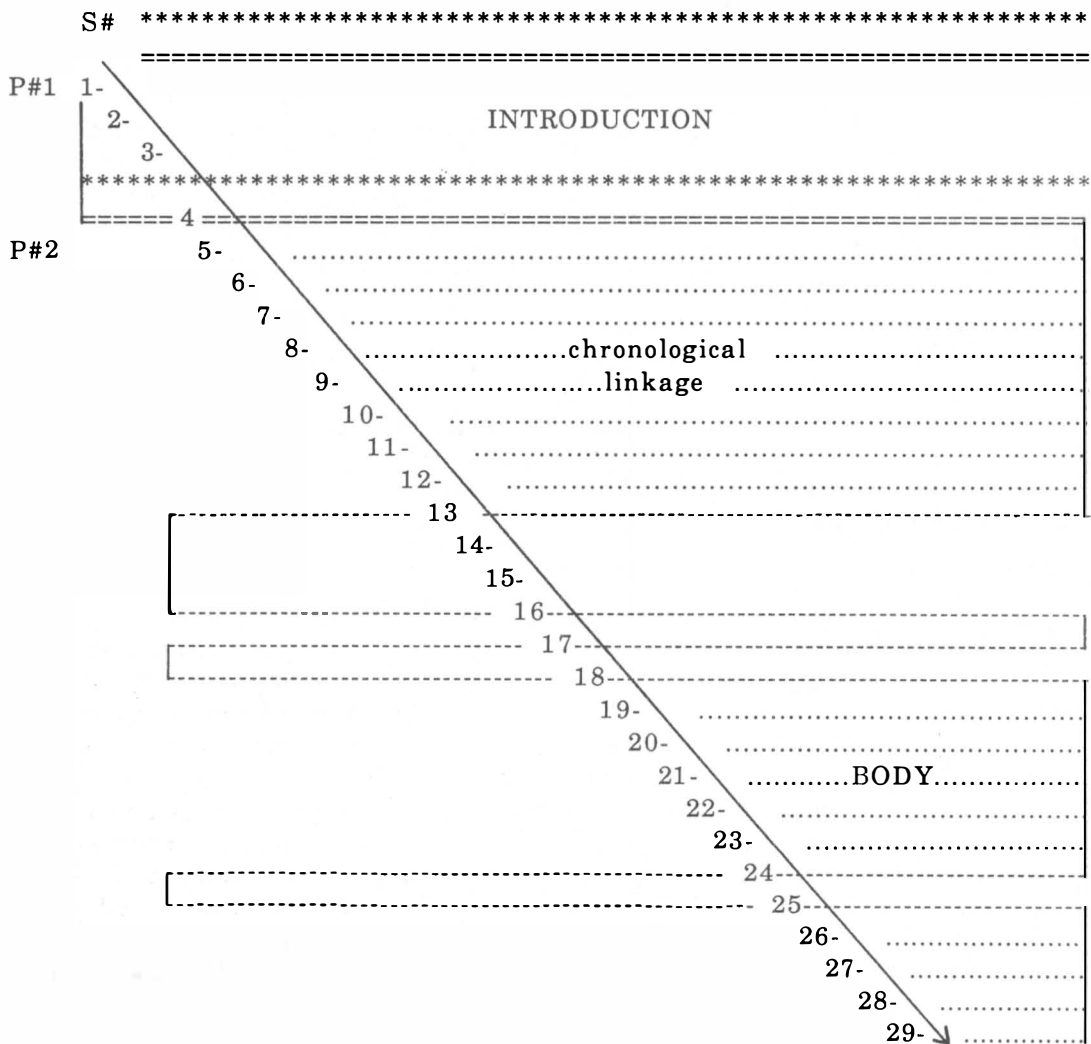 S# **************************************************
==================================================
P#1 1-
2- INTRODUCTION
3-
*****************************************************
===== 4 ===============================================
P#2 5- ..........................................................
6- ......................................................
7- ....................................................
8- ......................chronological ..................................
9- ......................linkage ........................................
10- .............................................
11- ...........................................
12- ........................................
---------------------- 13 ------------------------------------------
14-
15-
------------------------------ 16-----------------------------------
--------------------------------- 17--------------------------------
------------------------------------ 18-----------------------------
19- ...........................
20- .........................
21- ............BODY..................
22- .....................
23- ...................
---------------------------------------------------- 24-------------
------------------------------------------------------- 25----------
26- .............
27- ...........
28- .........
29- .......